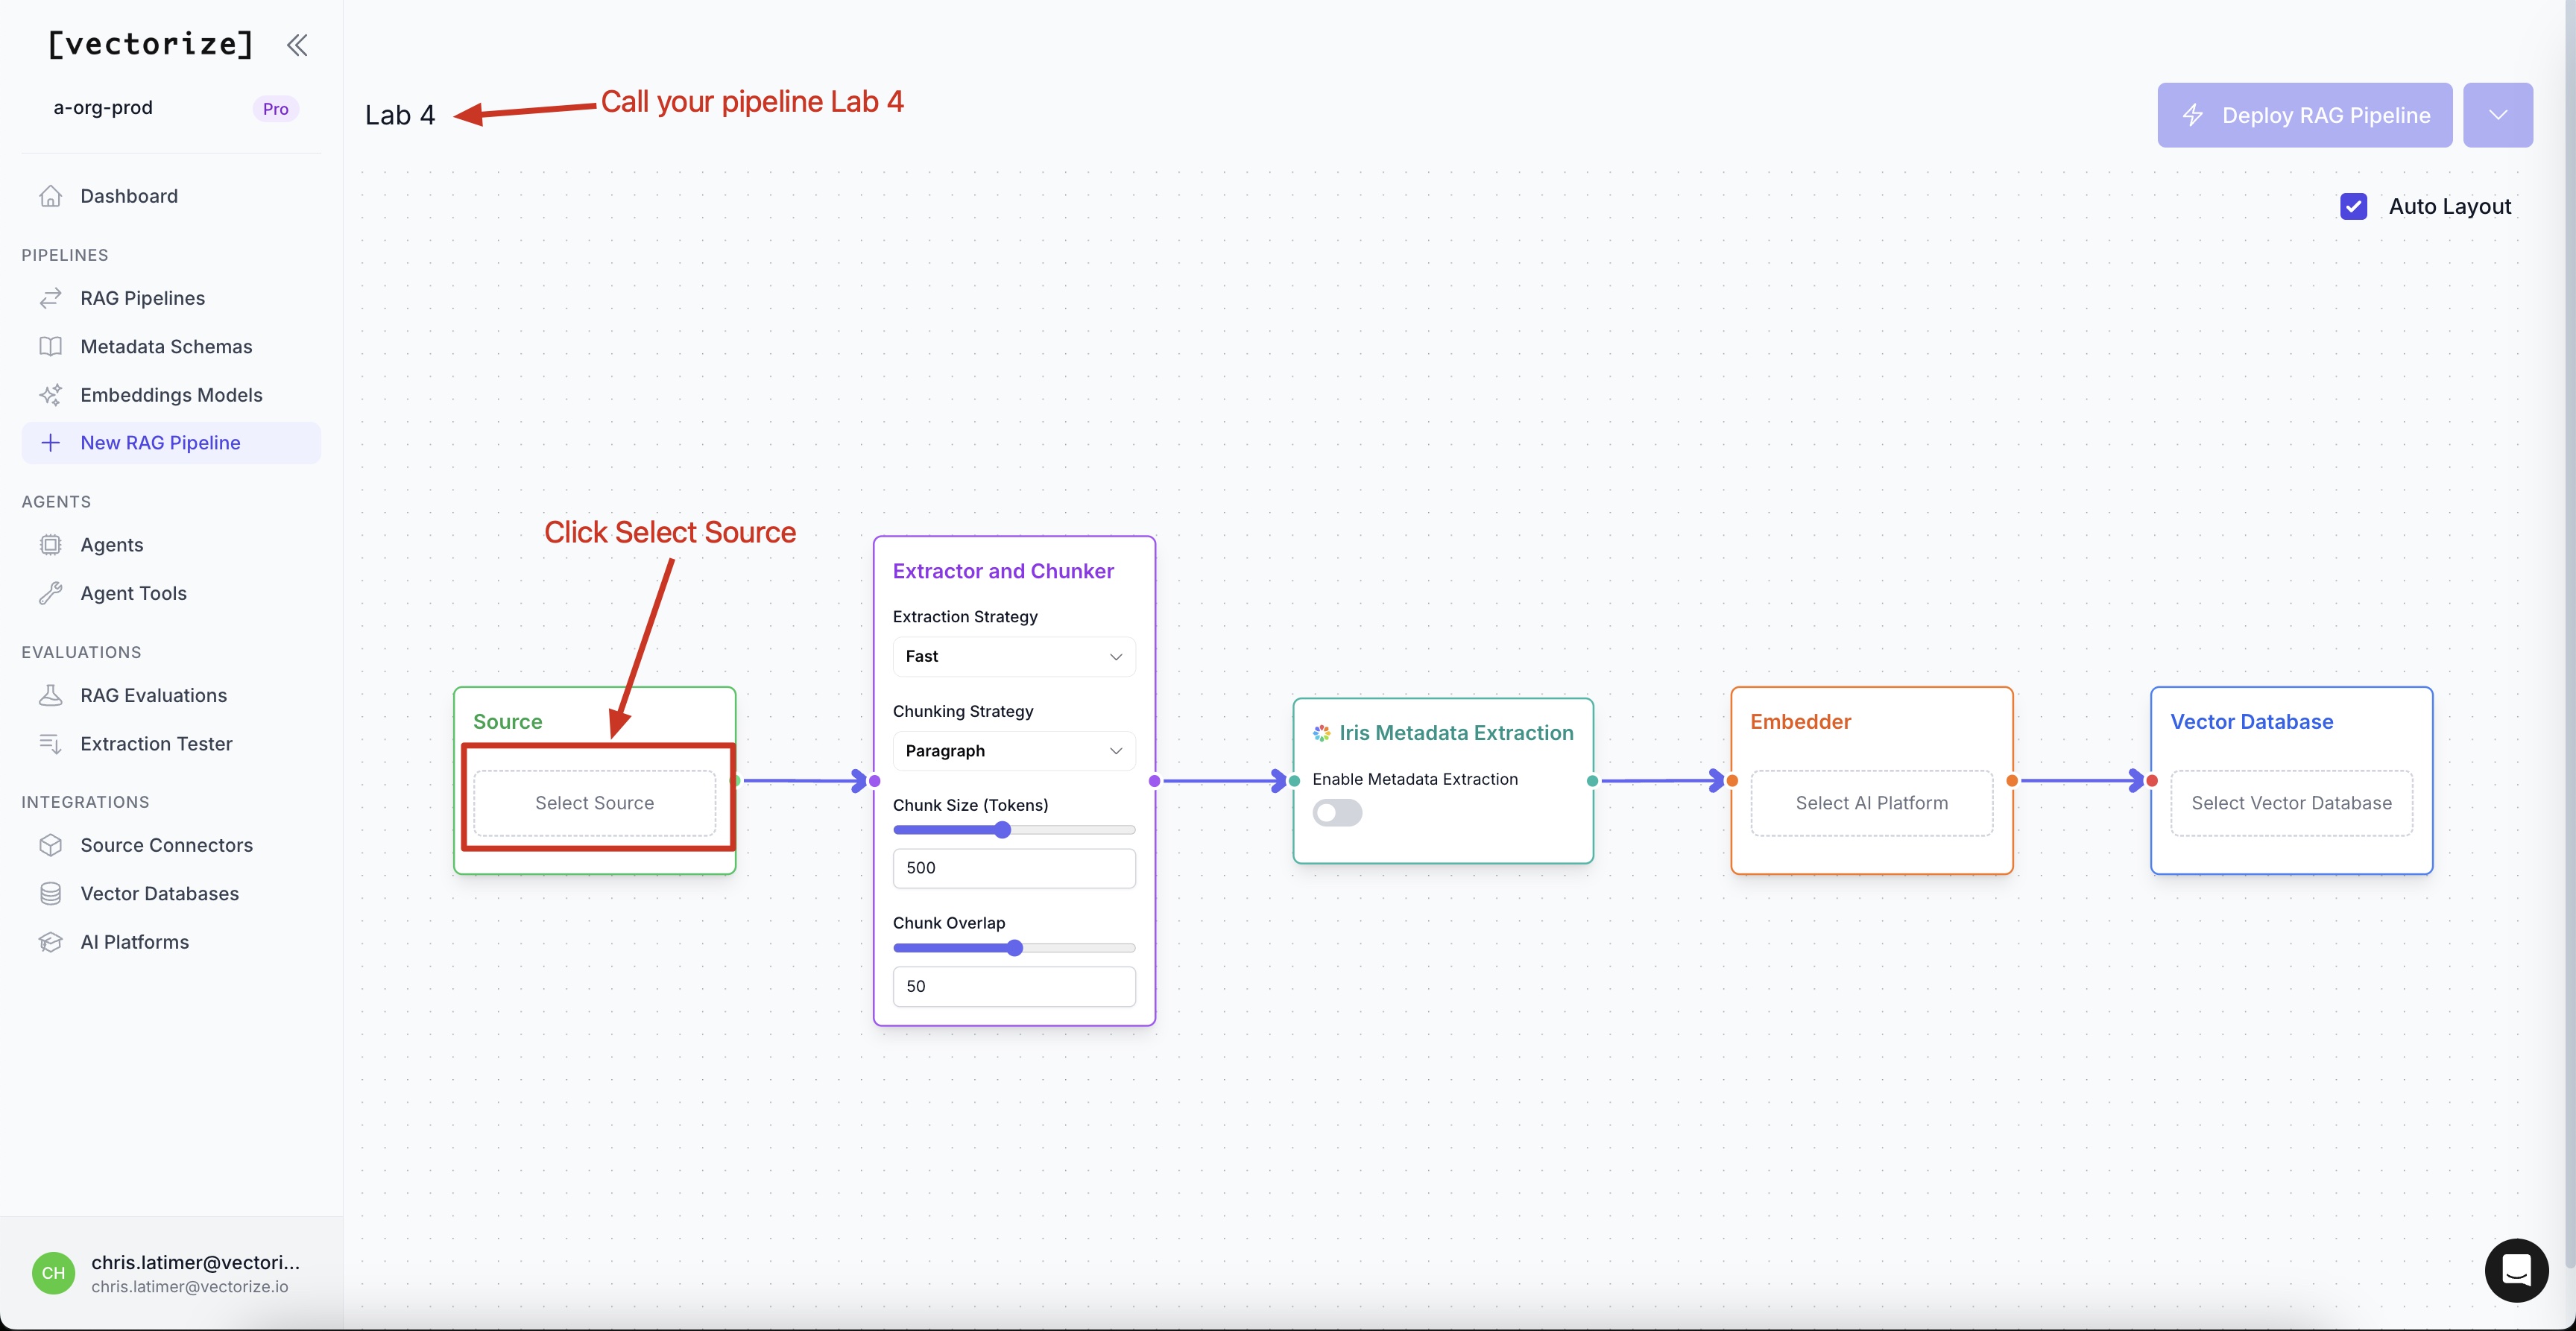 [vectorize]
a-org-prod
Pro
Dashboard
PIPELINES
RAG Pipelines
Metadata Schemas
Embeddings Models
New RAG Pipeline
AGENTS
Agents
Agent Tools
EVALUATIONS
RAG Evaluations
Extraction Tester
INTEGRATIONS
Source Connectors
Vector Databases
AI Platforms
CH
chris.latimer@vectori...
chris.latimer@vectorize.io
Lab 4
Call your pipeline Lab 4
Deploy RAG Pipeline
Auto Layout
Click Select Source
Source
Select Source
Extractor and Chunker
Extraction Strategy
Fast
Chunking Strategy
Paragraph
Chunk Size (Tokens)
500
Chunk Overlap
50
Iris Metadata Extraction
Enable Metadata Extraction
Embedder
Select AI Platform
Vector Database
Select Vector Database